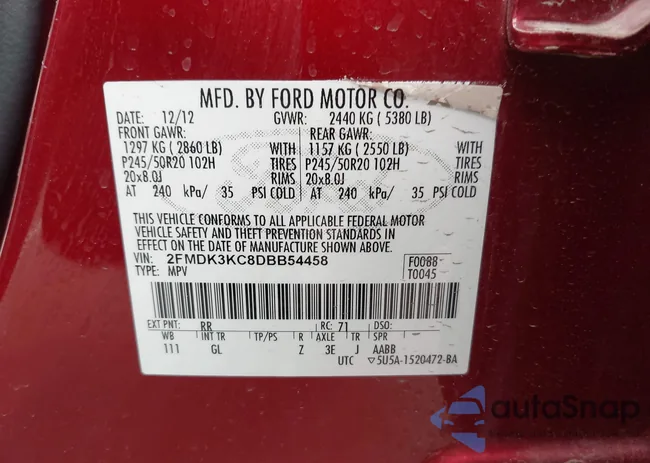 MFD. BY FORD MOTOR CO.
DATE: 12/12 GVWR: 2440 KG ( 5380 LB)
FRONT GAWR: REAR GAWR:
1297 KG ( 2860 LB) WITH 1157 KG ( 2550 LB) WITH
P245/50R20 102H TIRES P245/50R20 102H TIRES
20x8.0J RIMS 20x8.0J RIMS
AT 240 kPa/ 35 PSI COLD AT 240 kPa/ 35 PSI COLD
THIS VEHICLE CONFORMS TO ALL APPLICABLE FEDERAL MOTOR
VEHICLE SAFETY AND THEFT PREVENTION STANDARDS IN
EFFECT ON THE DATE OF MANUFACTURE SHOWN ABOVE.
VIN: 2FMDK3KC8DBB54458 F0088
TYPE: MPV T0045
EXT PNT: RR RC: 71 DSO:
WB INT TR TP/PS R AXLE TR SPR
111 GL Z 3E J AABB
UTC ▽5U5A-1520472-BA
autoSnap